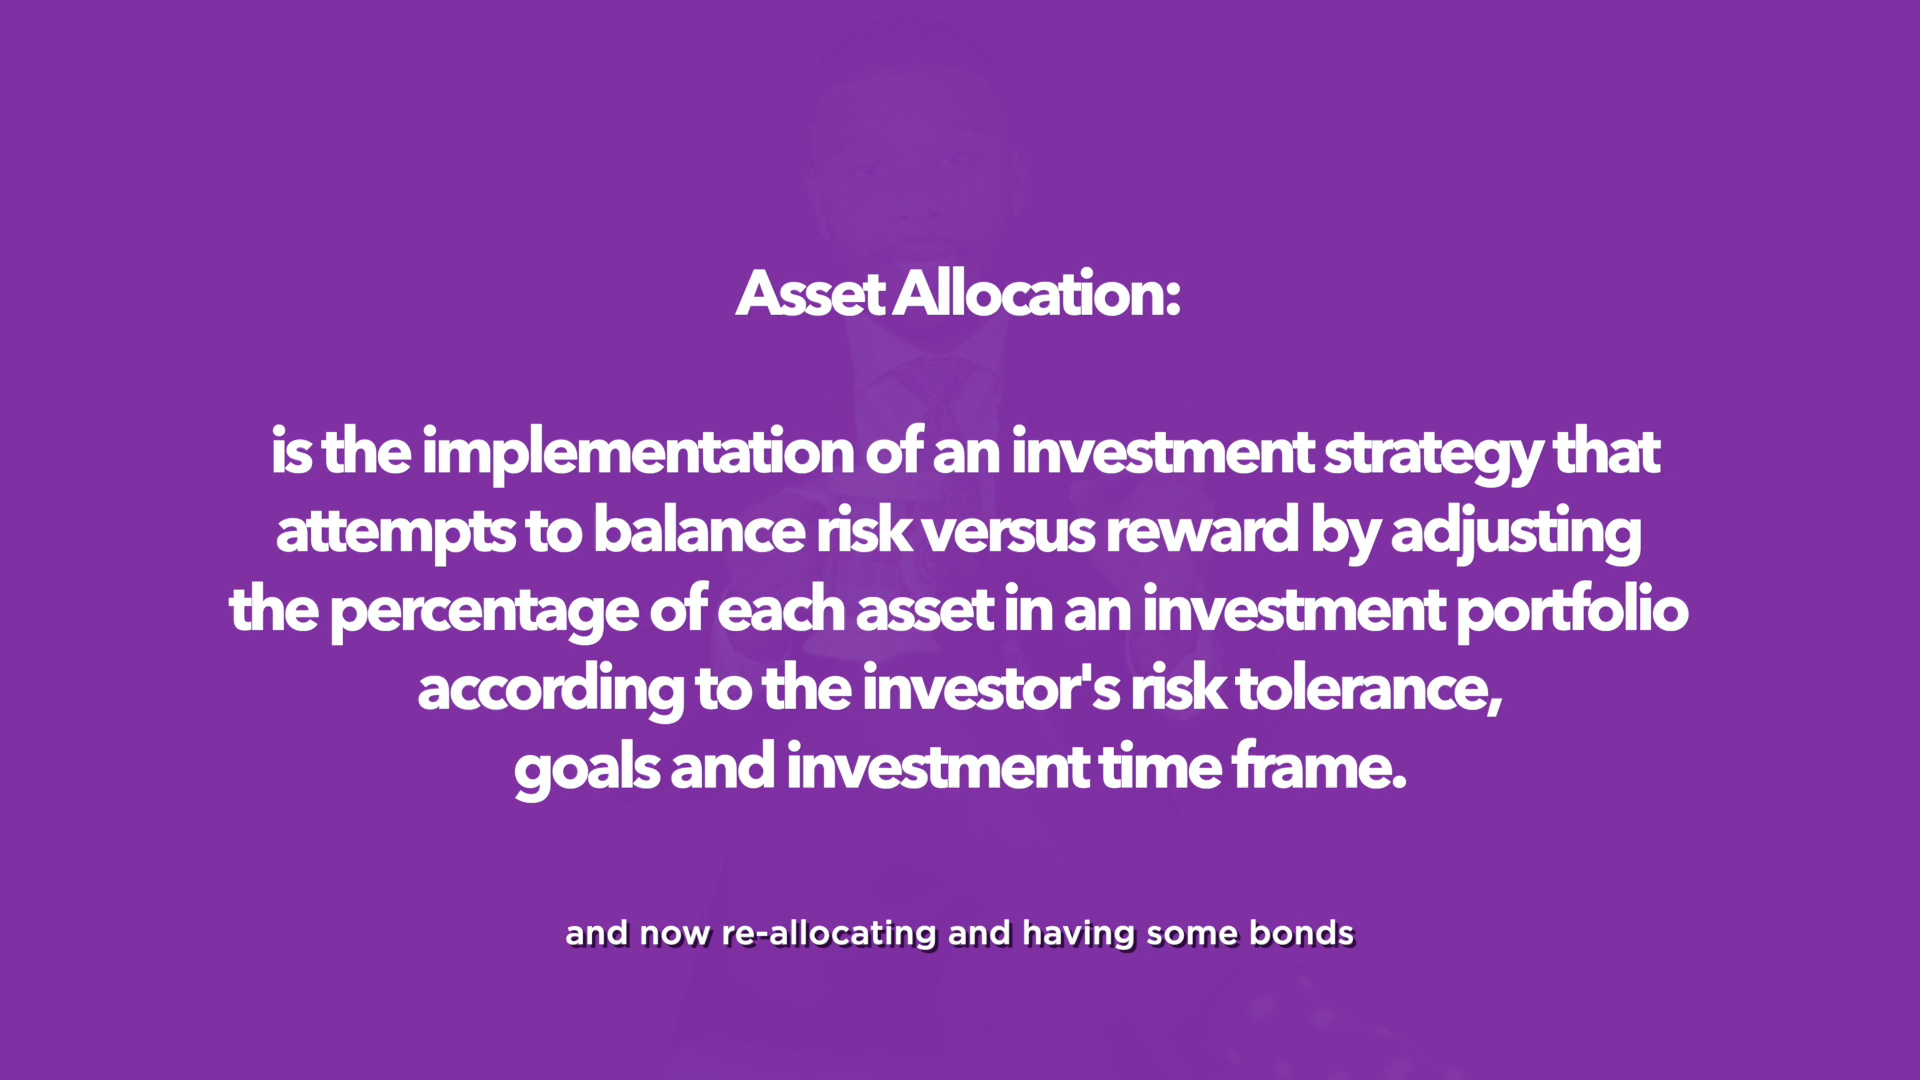 Asset Allocation:
is the implementation of an investment strategy that
attempts to balance risk versus reward by adjusting
the percentage of each asset in an investment portfolio
according to the investor's risk tolerance,
goals and investment time frame.
and now re-allocating and having some bonds